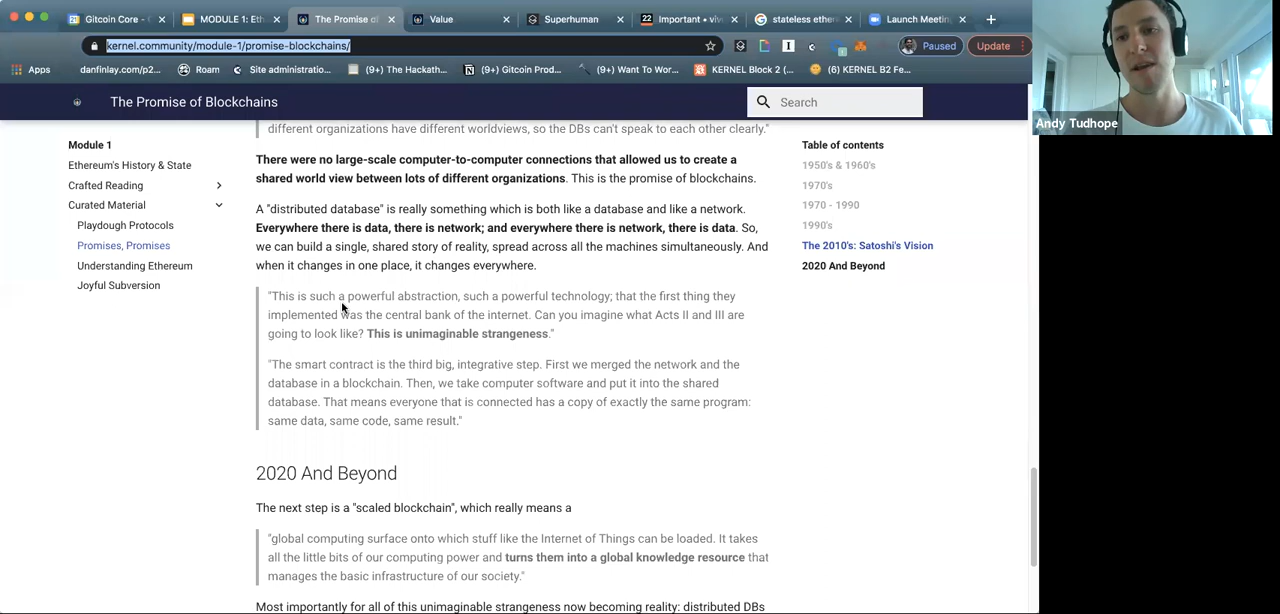 Gitcoin Core -
MODULE 1: Eth
The Promise of
Value
Superhuman
22 Important • viv
stateless ether
Launch Meetin
kernel.community/module-1/promise-blockchains/
Paused
Update
Apps
danfinlay.com/p2...
Roam
Site administratio...
(9+) The Hackath...
(9+) Gitcoin Prod...
(9+) Want To Wor...
KERNEL Block 2 (...
(6) KERNEL B2 Fe...
Andy Tudhope
The Promise of Blockchains
Search
Module 1
Ethereum's History & State
Crafted Reading
Curated Material
Playdough Protocols
Promises, Promises
Understanding Ethereum
Joyful Subversion
different organizations have different worldviews, so the DBs can't speak to each other clearly."
There were no large-scale computer-to-computer connections that allowed us to create a
shared world view between lots of different organizations. This is the promise of blockchains.
A "distributed database" is really something which is both like a database and like a network.
Everywhere there is data, there is network; and everywhere there is network, there is data. So,
we can build a single, shared story of reality, spread across all the machines simultaneously. And
when it changes in one place, it changes everywhere.
"This is such a powerful abstraction, such a powerful technology; that the first thing they
implemented was the central bank of the internet. Can you imagine what Acts II and III are
going to look like? This is unimaginable strangeness."
"The smart contract is the third big, integrative step. First we merged the network and the
database in a blockchain. Then, we take computer software and put it into the shared
database. That means everyone that is connected has a copy of exactly the same program:
same data, same code, same result."
2020 And Beyond
The next step is a "scaled blockchain", which really means a
"global computing surface onto which stuff like the Internet of Things can be loaded. It takes
all the little bits of our computing power and turns them into a global knowledge resource that
manages the basic infrastructure of our society."
Most importantly for all of this unimaginable strangeness now becoming reality: distributed DBs
Table of contents
1950's & 1960's
1970's
1970 - 1990
1990's
The 2010's: Satoshi's Vision
2020 And Beyond